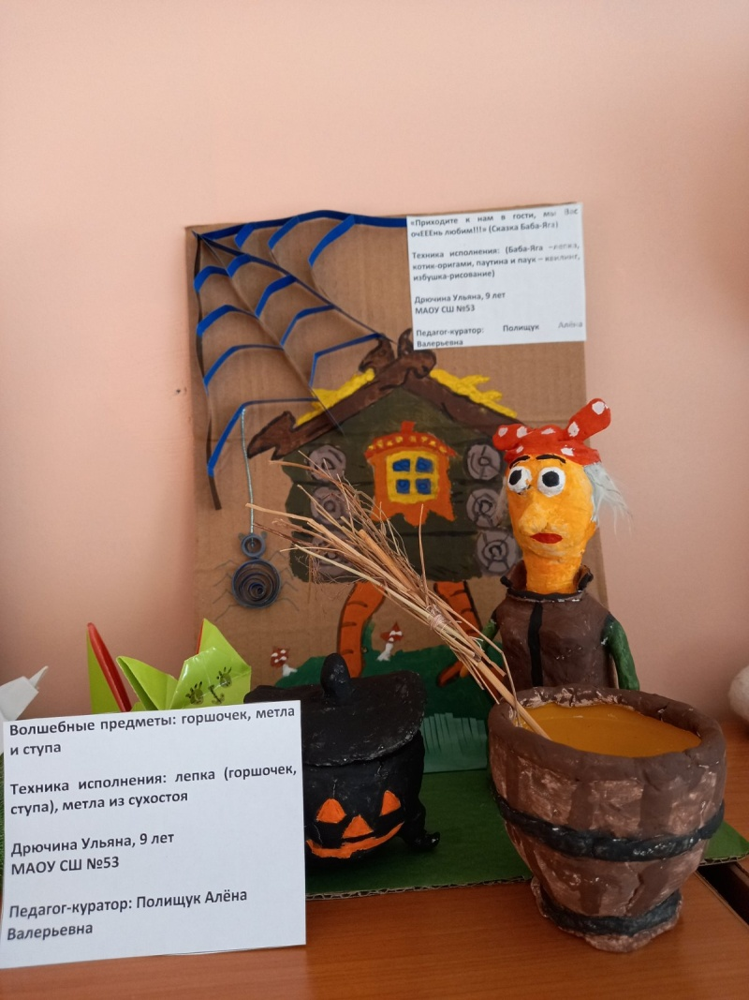 «Приходите к нам в гости, мы Вас
очЕЕЕнь любим!!!» (Сказка Баба-Яга)
Техника исполнения: (Баба-Яга –лепка,
котик-оригами, паутина и паук – квилинг,
избушка-рисование)
Дрючина Ульяна, 9 лет
МАОУ СШ №53
Педагог-куратор: Полищук Алёна
Валерьевна
Волшебные предметы: горшочек, метла
и ступа
Техника исполнения: лепка (горшочек,
ступа), метла из сухостоя
Дрючина Ульяна, 9 лет
МАОУ СШ №53
Педагог-куратор: Полищук Алёна
Валерьевна